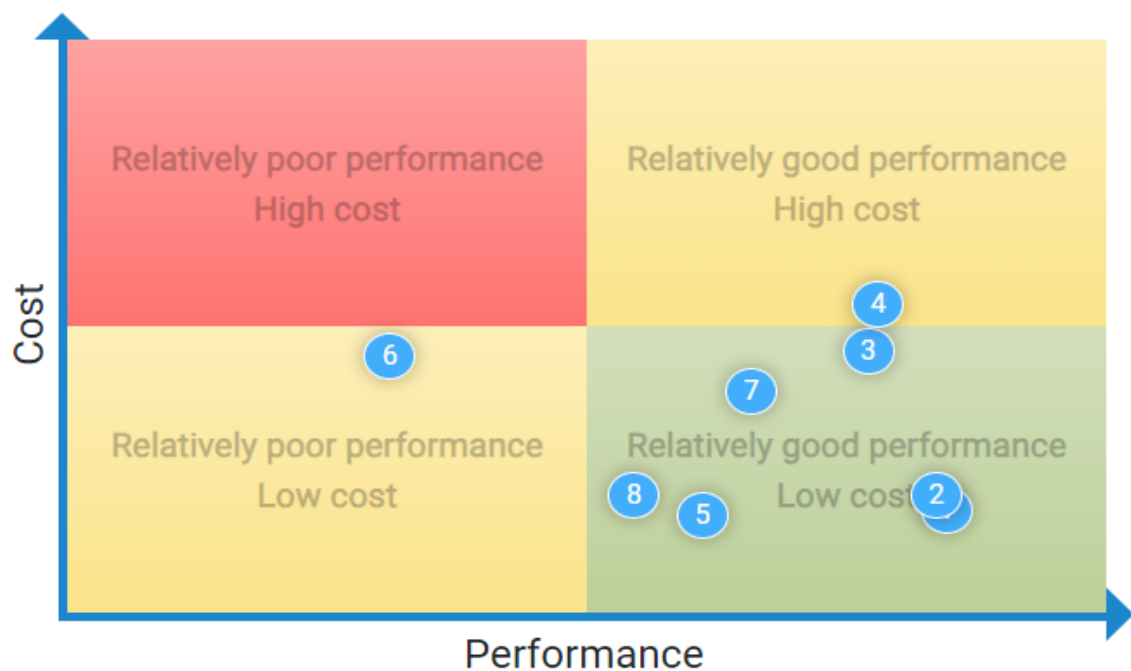 Relatively poor performance
High cost
Relatively good performance
High cost
4
Cost
6
3
7
Relatively poor performance
Low cost
Relatively good performance
Low cost
2
8
5
Performance